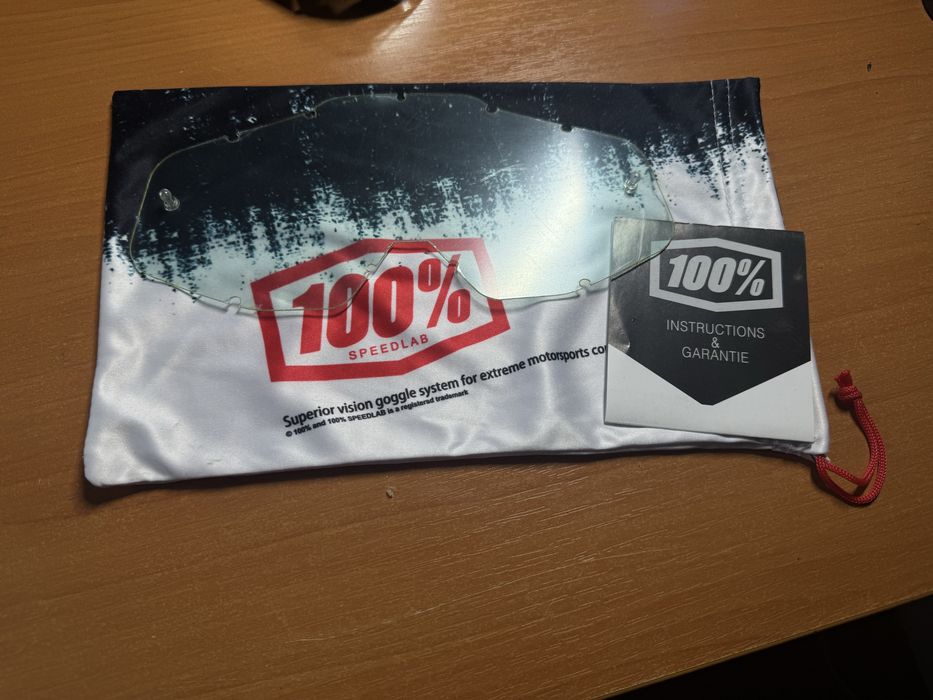 100%
SPEEDLAB
Superior vision goggle system for extreme motorsports
© 100% and 100% SPEEDLAB is a registered trademark
100%
INSTRUCTIONS
&
GARANTIE